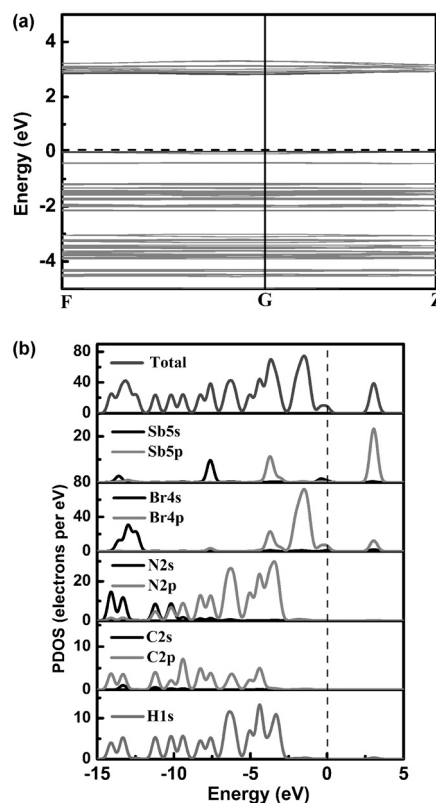 (a)
Energy (eV)
4
2
0
-2
-4
F G Z
(b)
PDOS (electrons per eV)
80
40
0
Total
20
0
Sb5s
Sb5p
80
40
0
Br4s
Br4p
20
0
N2s
N2p
10
0
C2s
C2p
10
0
H1s
-15 -10 -5 0 5
Energy (eV)